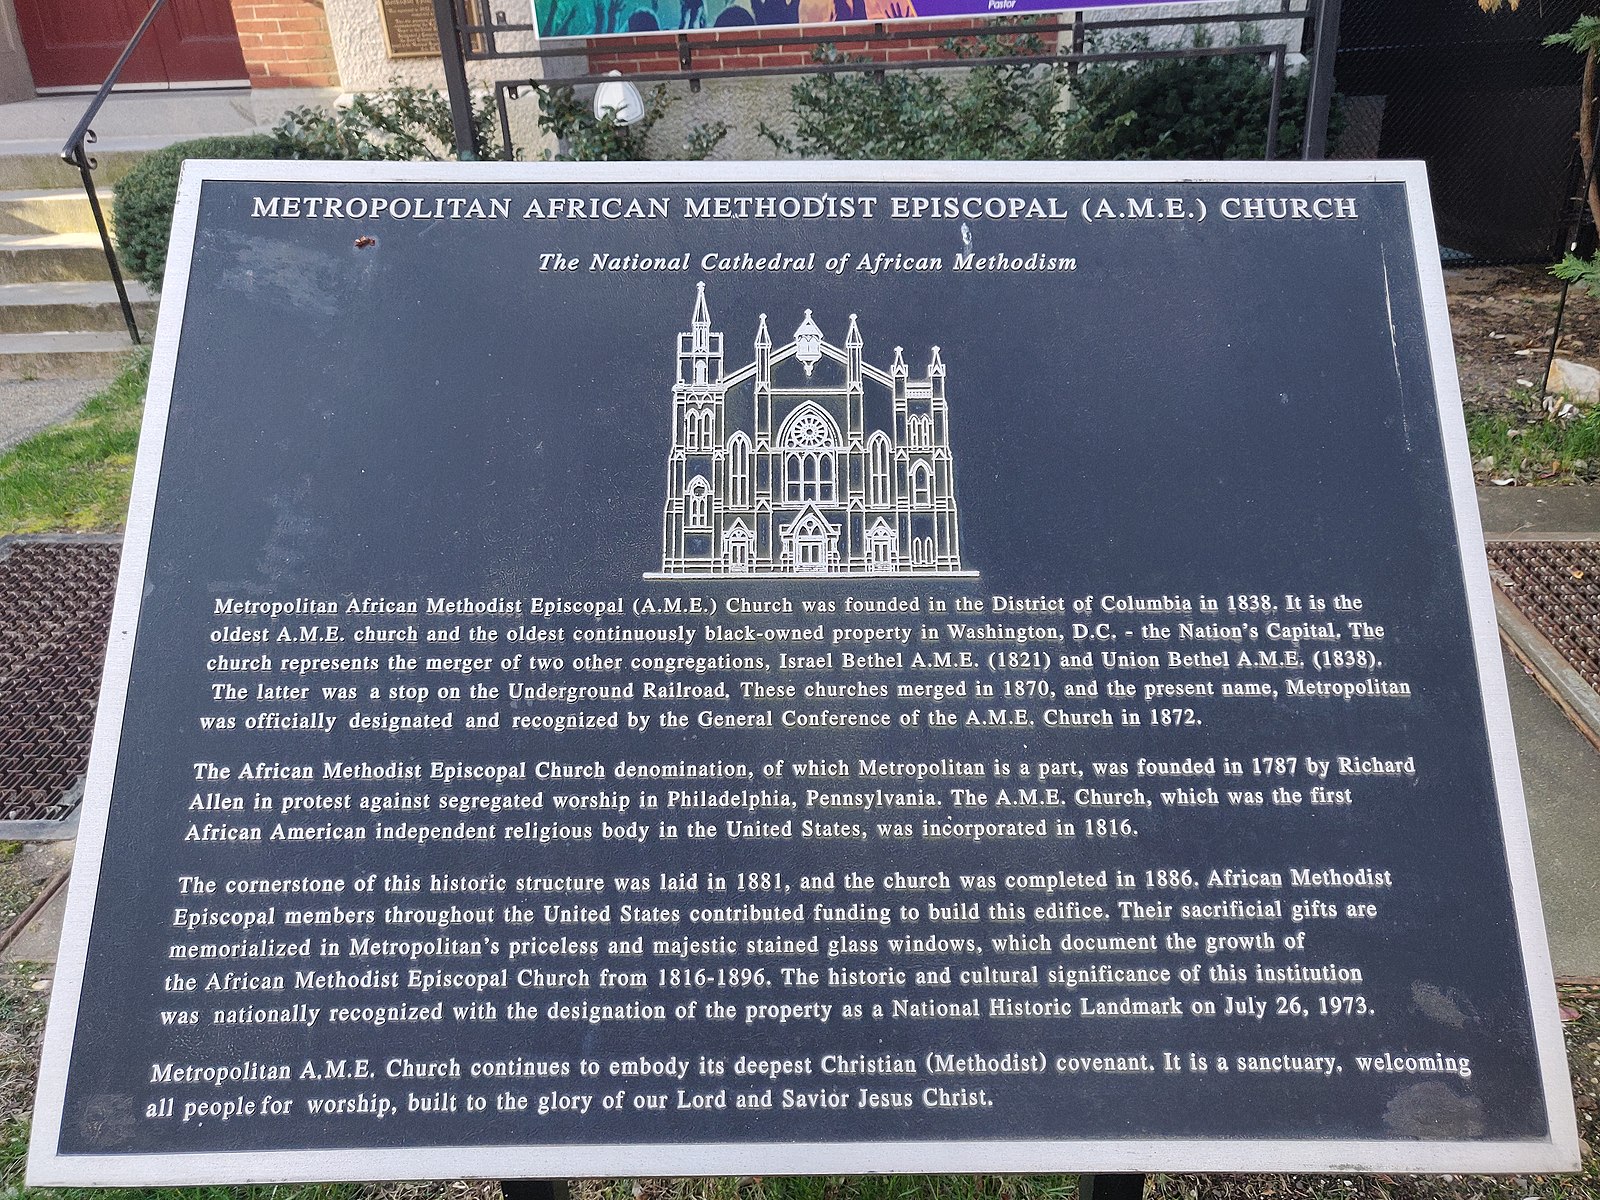 Pastor
METROPOLITAN AFRICAN METHODIST EPISCOPAL (A.M.E.) CHURCH
The National Cathedral of African Methodism
Metropolitan African Methodist Episcopal (A.M.E.) Church was founded in the District of Columbia in 1838. It is the
oldest A.M.E. church and the oldest continuously black-owned property in Washington, D.C. - the Nation's Capital. The
church represents the merger of two other congregations, Israel Bethel A.M.E. (1821) and Union Bethel A.M.E. (1838).
The latter was a stop on the Underground Railroad. These churches merged in 1870, and the present name, Metropolitan
was officially designated and recognized by the General Conference of the A.M.E. Church in 1872.
The African Methodist Episcopal Church denomination, of which Metropolitan is a part, was founded in 1787 by Richard
Allen in protest against segregated worship in Philadelphia, Pennsylvania. The A.M.E. Church, which was the first
African American independent religious body in the United States, was incorporated in 1816.
The cornerstone of this historic structure was laid in 1881, and the church was completed in 1886. African Methodist
Episcopal members throughout the United States contributed funding to build this edifice. Their sacrificial gifts are
memorialized in Metropolitan's priceless and majestic stained glass windows, which document the growth of
the African Methodist Episcopal Church from 1816-1896. The historic and cultural significance of this institution
was nationally recognized with the designation of the property as a National Historic Landmark on July 26, 1973.
Metropolitan A.M.E. Church continues to embody its deepest Christian (Methodist) covenant. It is a sanctuary, welcoming
all people for worship, built to the glory of our Lord and Savior Jesus Christ.